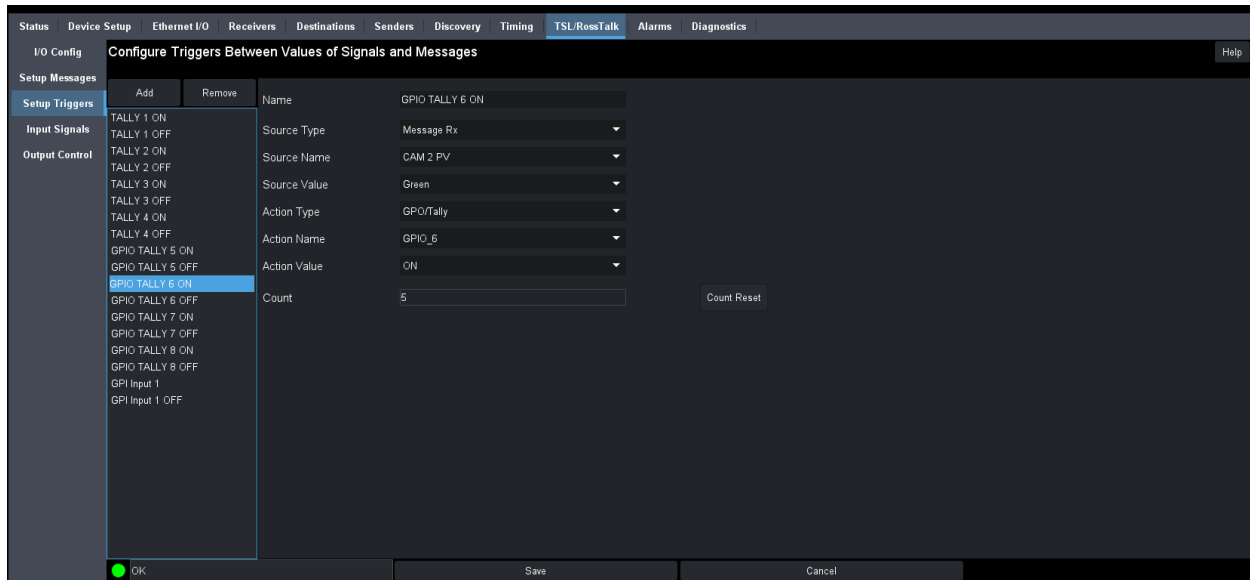 Status Device Setup Ethernet I/O Receivers Destinations Senders Discovery Timing TSL/RossTalk Alarms Diagnostics
I/O Config
Setup Messages
Setup Triggers
Input Signals
Output Control
Configure Triggers Between Values of Signals and Messages
Help
Add Remove
TALLY 1 ON
TALLY 1 OFF
TALLY 2 ON
TALLY 2 OFF
TALLY 3 ON
TALLY 3 OFF
TALLY 4 ON
TALLY 4 OFF
GPIO TALLY 5 ON
GPIO TALLY 5 OFF
GPIO TALLY 6 ON
GPIO TALLY 6 OFF
GPIO TALLY 7 ON
GPIO TALLY 7 OFF
GPIO TALLY 8 ON
GPIO TALLY 8 OFF
GPI Input 1
GPI Input 1 OFF
Name GPIO TALLY 6 ON
Source Type Message Rx
Source Name CAM 2 PV
Source Value Green
Action Type GPO/Tally
Action Name GPIO_6
Action Value ON
Count 5 Count Reset
OK Save Cancel